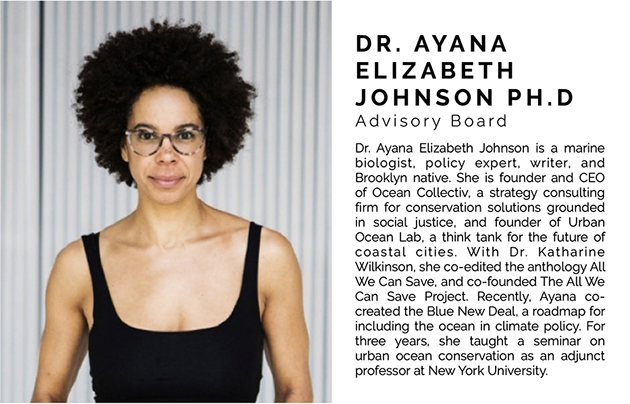 DR. AYANA
ELIZABETH
JOHNSON PH.D
Advisory Board
Dr. Ayana Elizabeth Johnson is a marine
biologist, policy expert, writer, and
Brooklyn native. She is founder and CEO
of Ocean Collectiv, a strategy consulting
firm for conservation solutions grounded
in social justice, and founder of Urban
Ocean Lab, a think tank for the future of
coastal cities. With Dr. Katharine
Wilkinson, she co-edited the anthology All
We Can Save, and co-founded The All We
Can Save Project. Recently, Ayana co-
created the Blue New Deal, a roadmap for
including the ocean in climate policy. For
three years, she taught a seminar on
urban ocean conservation as an adjunct
professor at New York University.